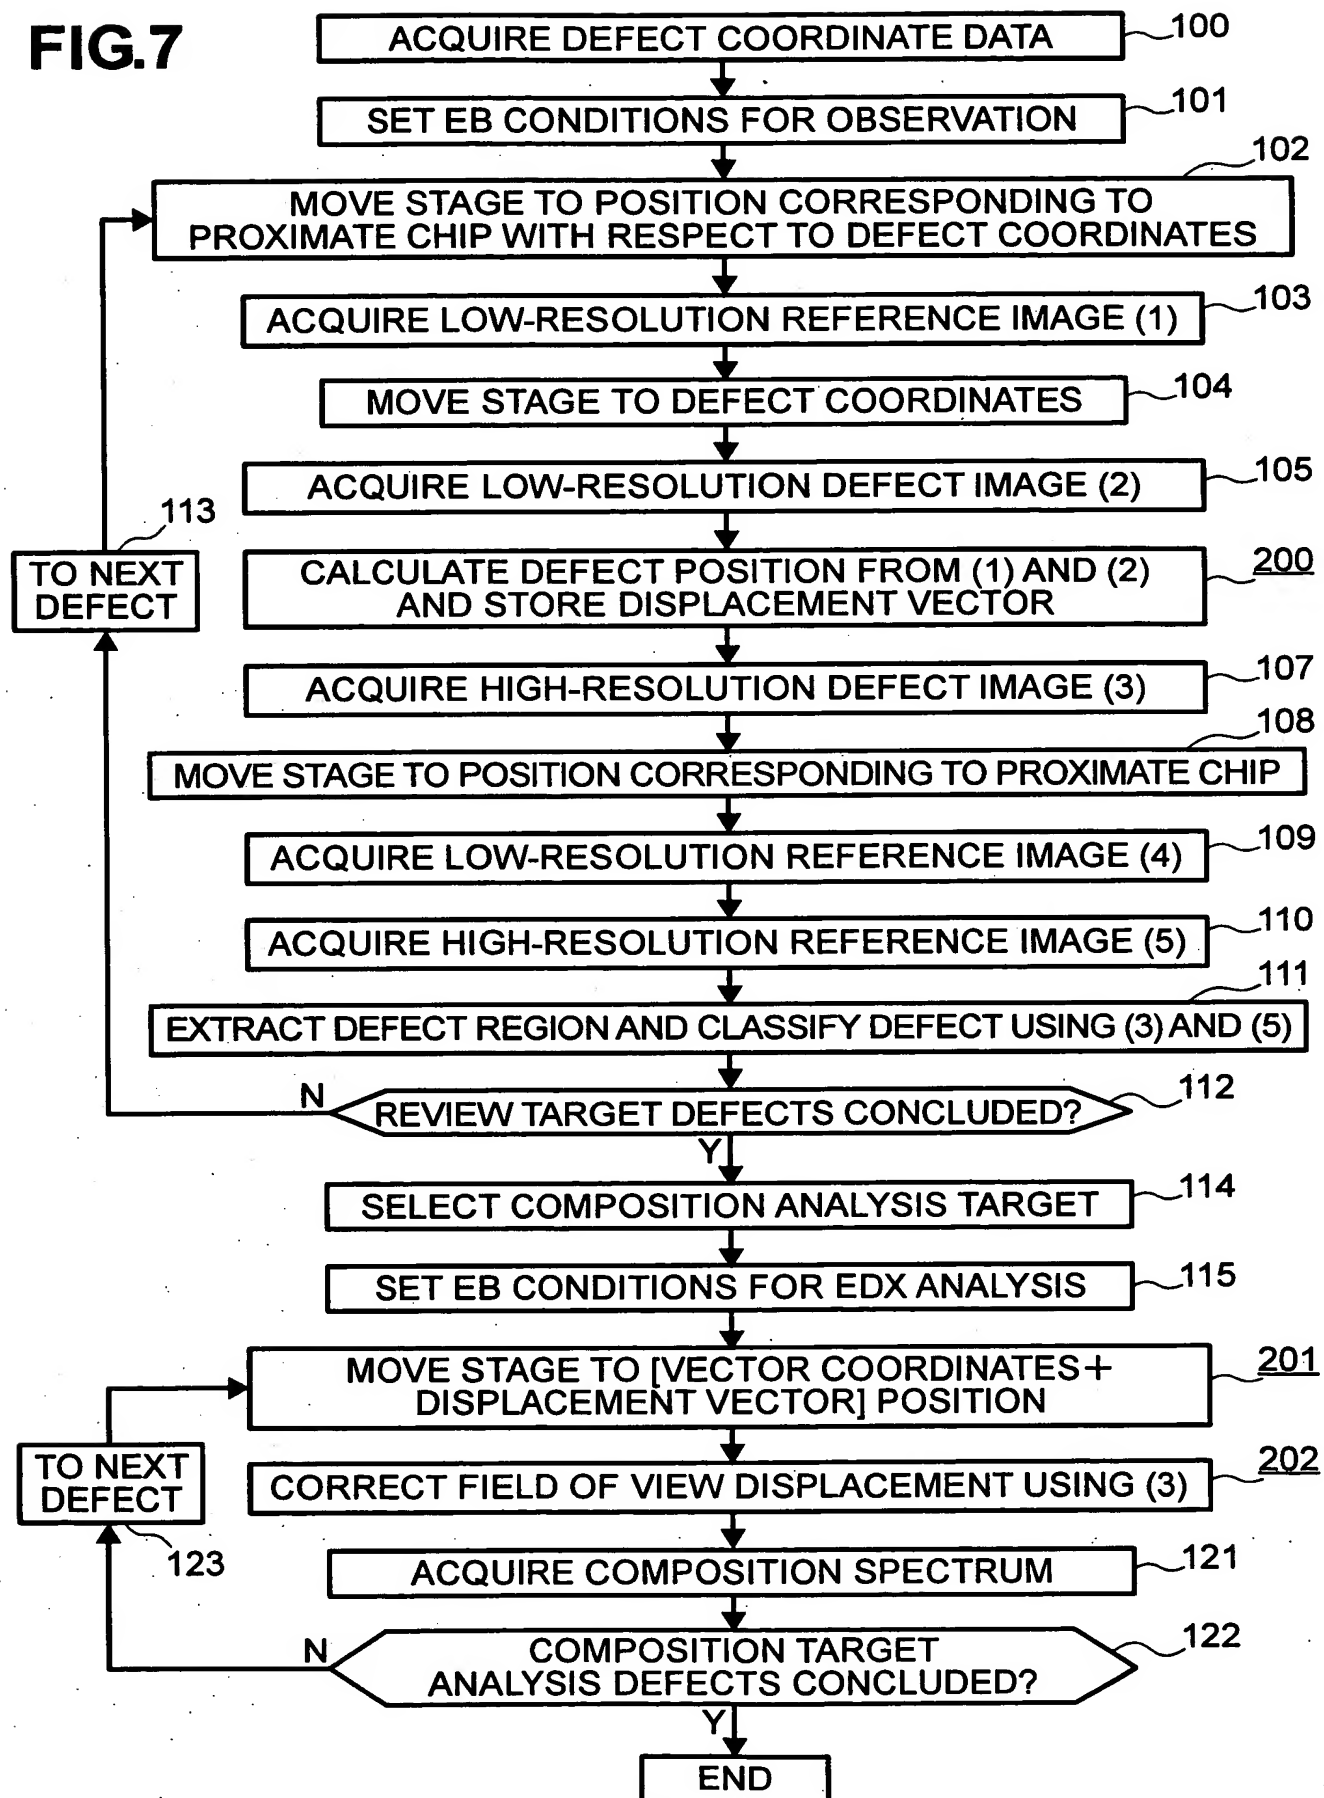 FIG.7
ACQUIRE DEFECT COORDINATE DATA
100
SET EB CONDITIONS FOR OBSERVATION
101
102
MOVE STAGE TO POSITION CORRESPONDING TO
PROXIMATE CHIP WITH RESPECT TO DEFECT COORDINATES
ACQUIRE LOW-RESOLUTION REFERENCE IMAGE (1)
103
MOVE STAGE TO DEFECT COORDINATES
104
ACQUIRE LOW-RESOLUTION DEFECT IMAGE (2)
105
113
TO NEXT
DEFECT
CALCULATE DEFECT POSITION FROM (1) AND (2)
AND STORE DISPLACEMENT VECTOR
200
ACQUIRE HIGH-RESOLUTION DEFECT IMAGE (3)
107
108
MOVE STAGE TO POSITION CORRESPONDING TO PROXIMATE CHIP
ACQUIRE LOW-RESOLUTION REFERENCE IMAGE (4)
109
ACQUIRE HIGH-RESOLUTION REFERENCE IMAGE (5)
110
111
EXTRACT DEFECT REGION AND CLASSIFY DEFECT USING (3) AND (5)
N
REVIEW TARGET DEFECTS CONCLUDED?
112
Y
SELECT COMPOSITION ANALYSIS TARGET
114
SET EB CONDITIONS FOR EDX ANALYSIS
115
MOVE STAGE TO [VECTOR COORDINATES+
DISPLACEMENT VECTOR] POSITION
201
TO NEXT
DEFECT
123
CORRECT FIELD OF VIEW DISPLACEMENT USING (3)
202
ACQUIRE COMPOSITION SPECTRUM
121
N
COMPOSITION TARGET
ANALYSIS DEFECTS CONCLUDED?
122
Y
END